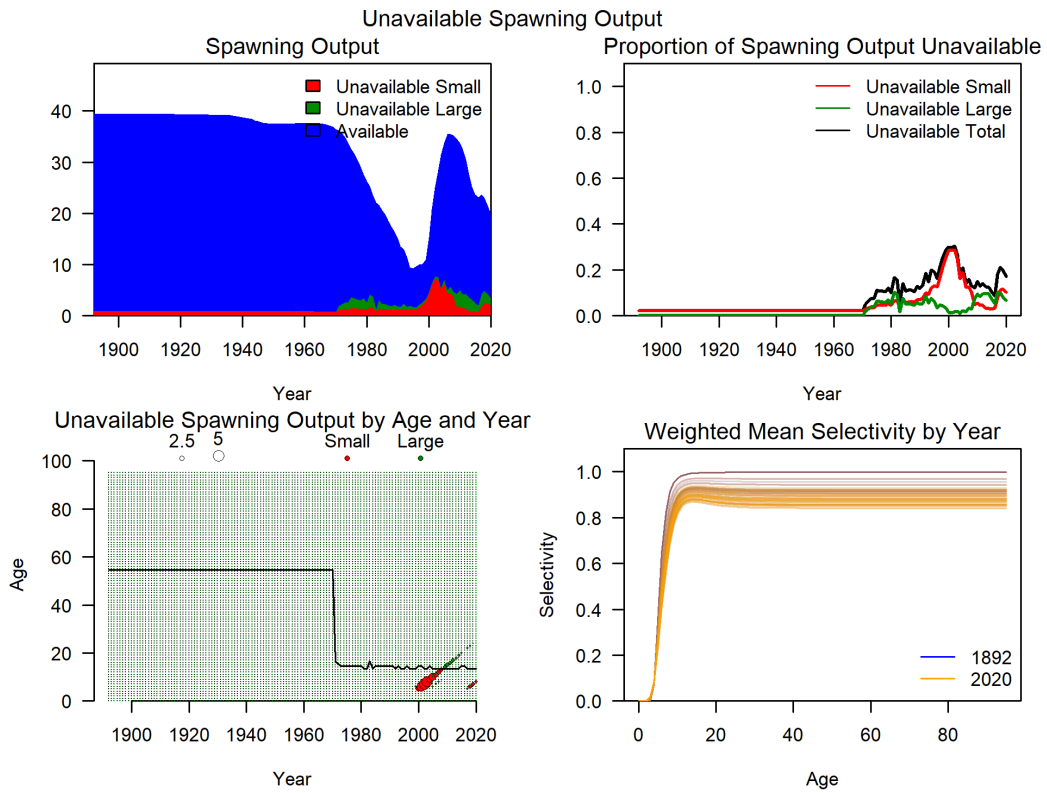 Unavailable Spawning Output
Spawning Output
Unavailable Small
Unavailable Large
Available
40
30
20
10
0
1900 1920 1940 1960 1980 2000 2020
Year
Proportion of Spawning Output Unavailable
Unavailable Small
Unavailable Large
Unavailable Total
1.0
0.8
0.6
0.4
0.2
0.0
1900 1920 1940 1960 1980 2000 2020
Year
Unavailable Spawning Output by Age and Year
2.5 5 Small Large
100
80
60
40
20
0
Age
1900 1920 1940 1960 1980 2000 2020
Year
Weighted Mean Selectivity by Year
1.0
0.8
0.6
0.4
0.2
0.0
Selectivity
1892
2020
0 20 40 60 80
Age